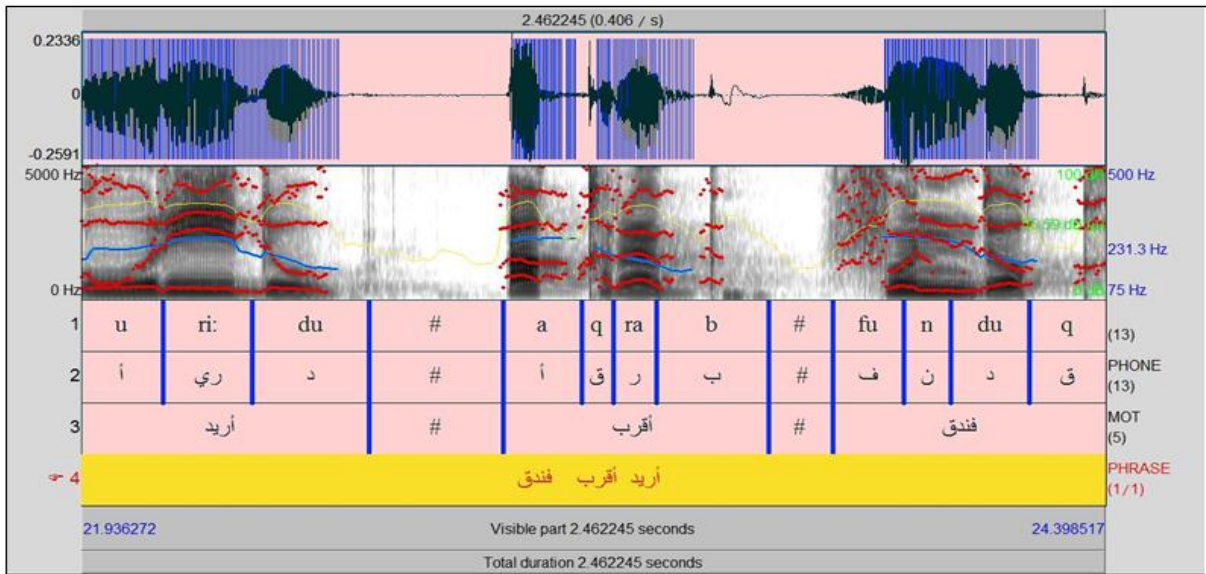 2.462245 (0.406 / s)
0.2336
0
-0.2591
5000 Hz 500 Hz
231.3 Hz
0 Hz 75 Hz
1 u ri: du # a q ra b # fu n du q (13)
2 أ ري د # أ ق ر ب # ف ن د ق PHONE (13)
3 أريد # أقرب # فندق MOT (5)
4 أريد أقرب فندق PHRASE (1/1)
21.936272 Visible part 2.462245 seconds 24.398517
Total duration 2.462245 seconds